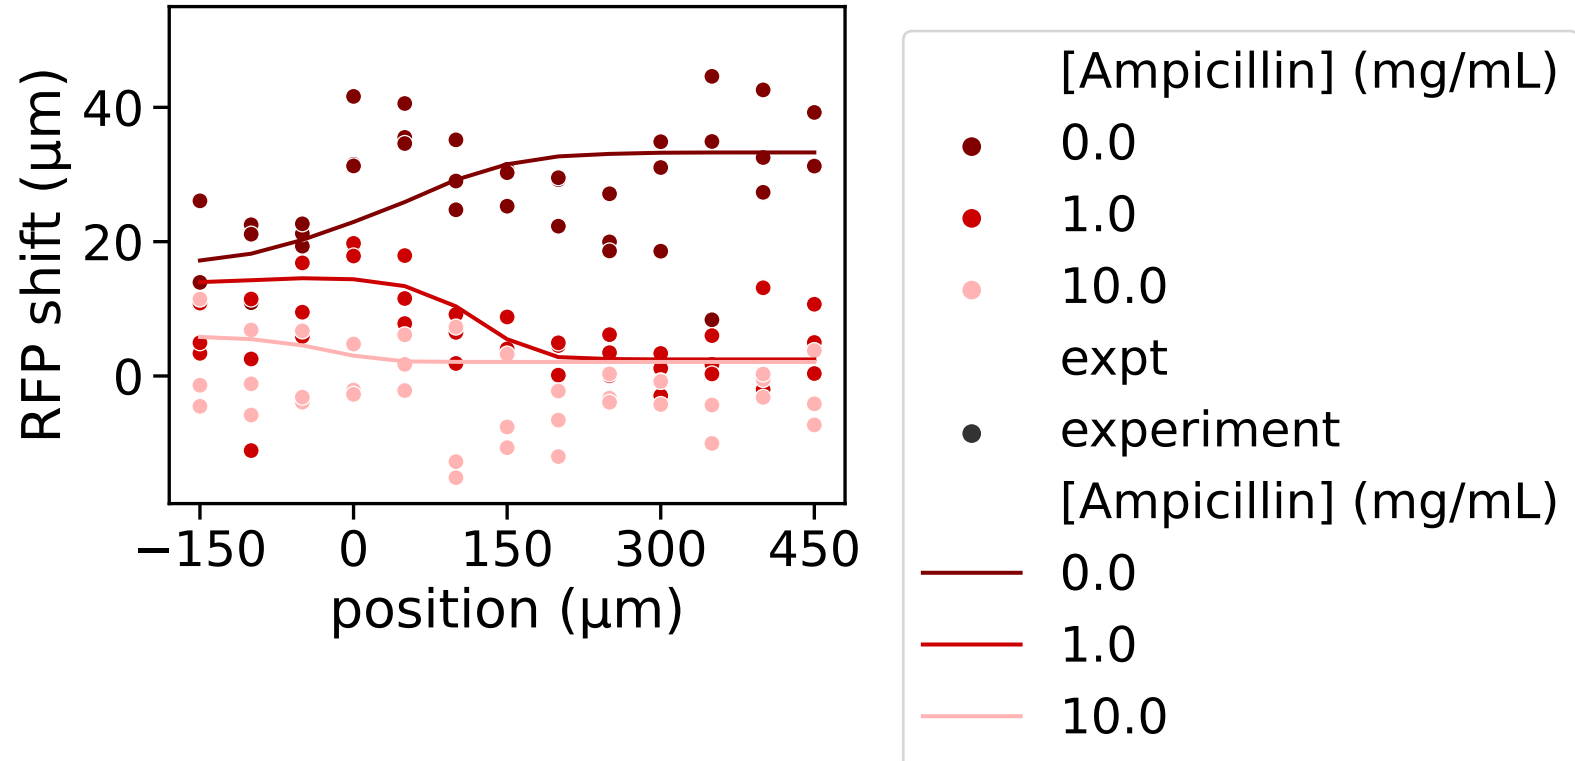 RFP shift (µm)
40
20
0
−150 0 150 300 450
position (µm)
[Ampicillin] (mg/mL)
0.0
1.0
10.0
expt
experiment
[Ampicillin] (mg/mL)
0.0
1.0
10.0